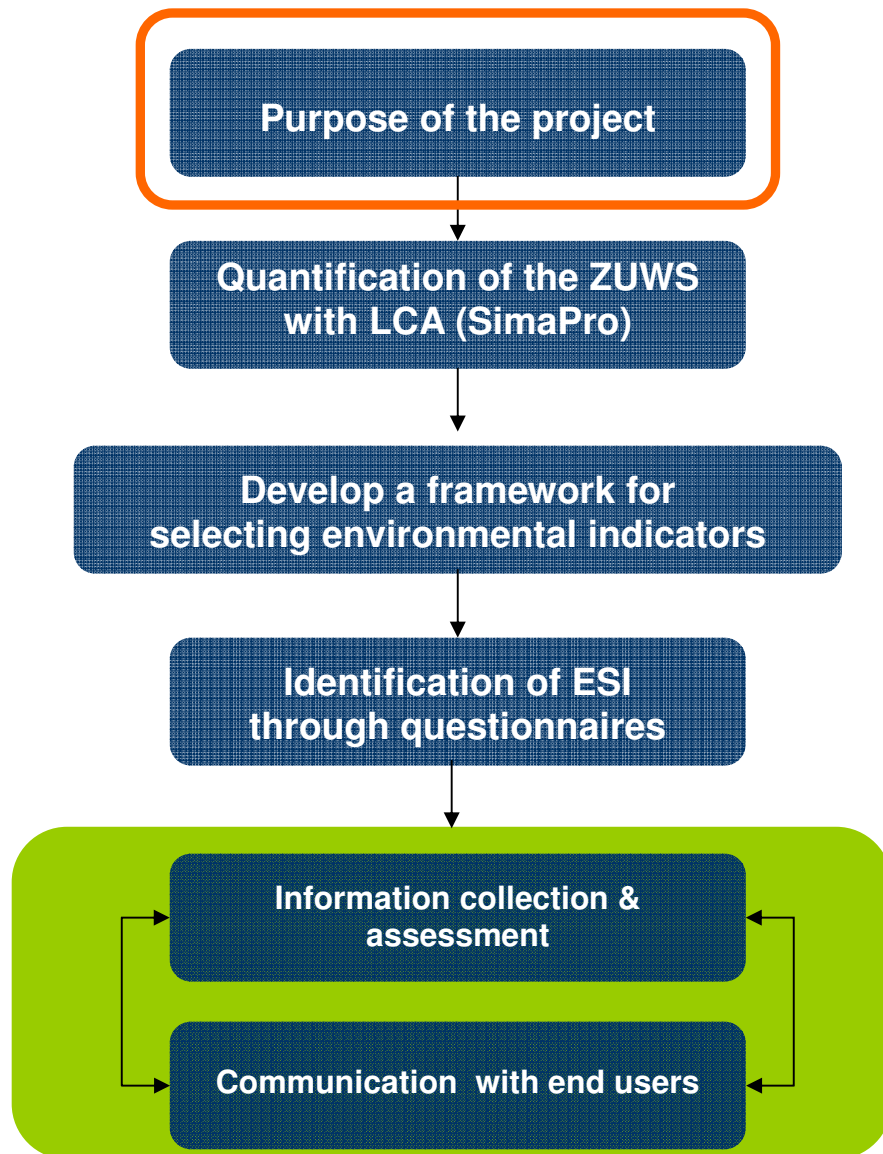 Purpose of the project
Quantification of the ZUWS
with LCA (SimaPro)
Develop a framework for
selecting environmental indicators
Identification of ESI
through questionnaires
Information collection &
assessment
Communication  with end users